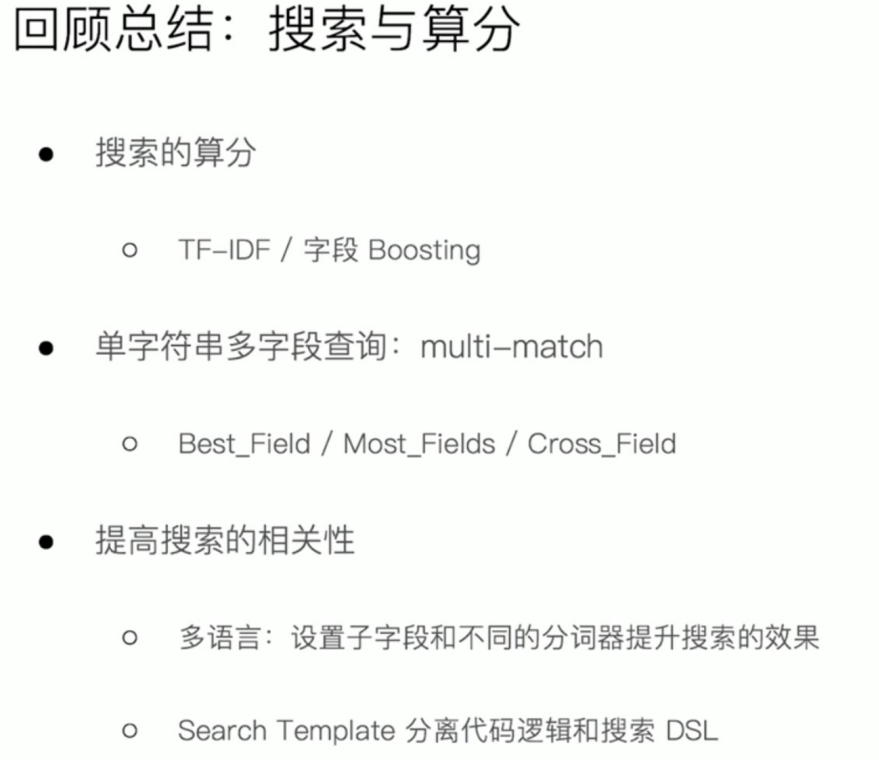 回顾总结：搜索与算分
搜索的算分
TF-IDF / 字段 Boosting
单字符串多字段查询：multi-match
Best_Field / Most_Fields / Cross_Field
提高搜索的相关性
多语言：设置子字段和不同的分词器提升搜索的效果
Search Template 分离代码逻辑和搜索 DSL